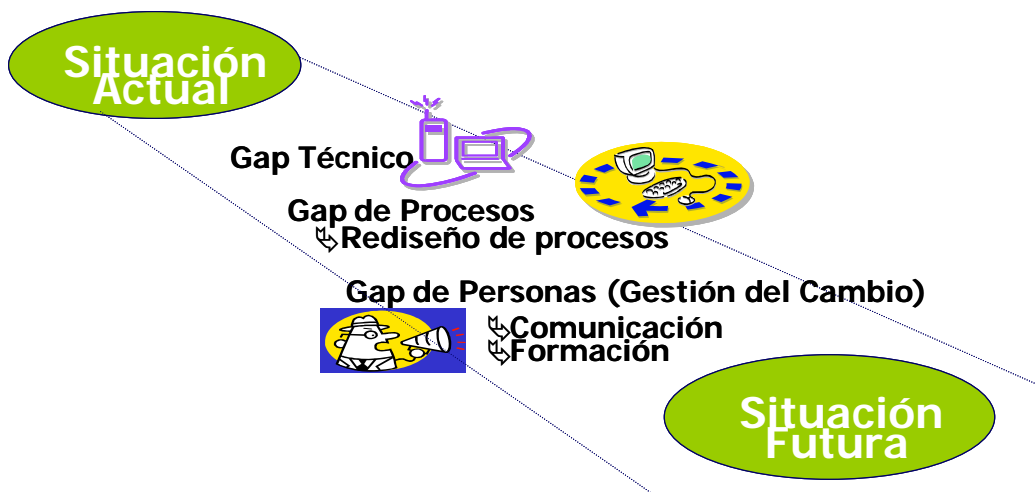 Situación
Actual
Gap Técnico
Gap de Procesos
Rediseño de procesos
Gap de Personas (Gestión del Cambio)
Comunicación
Formación
Situación
Futura